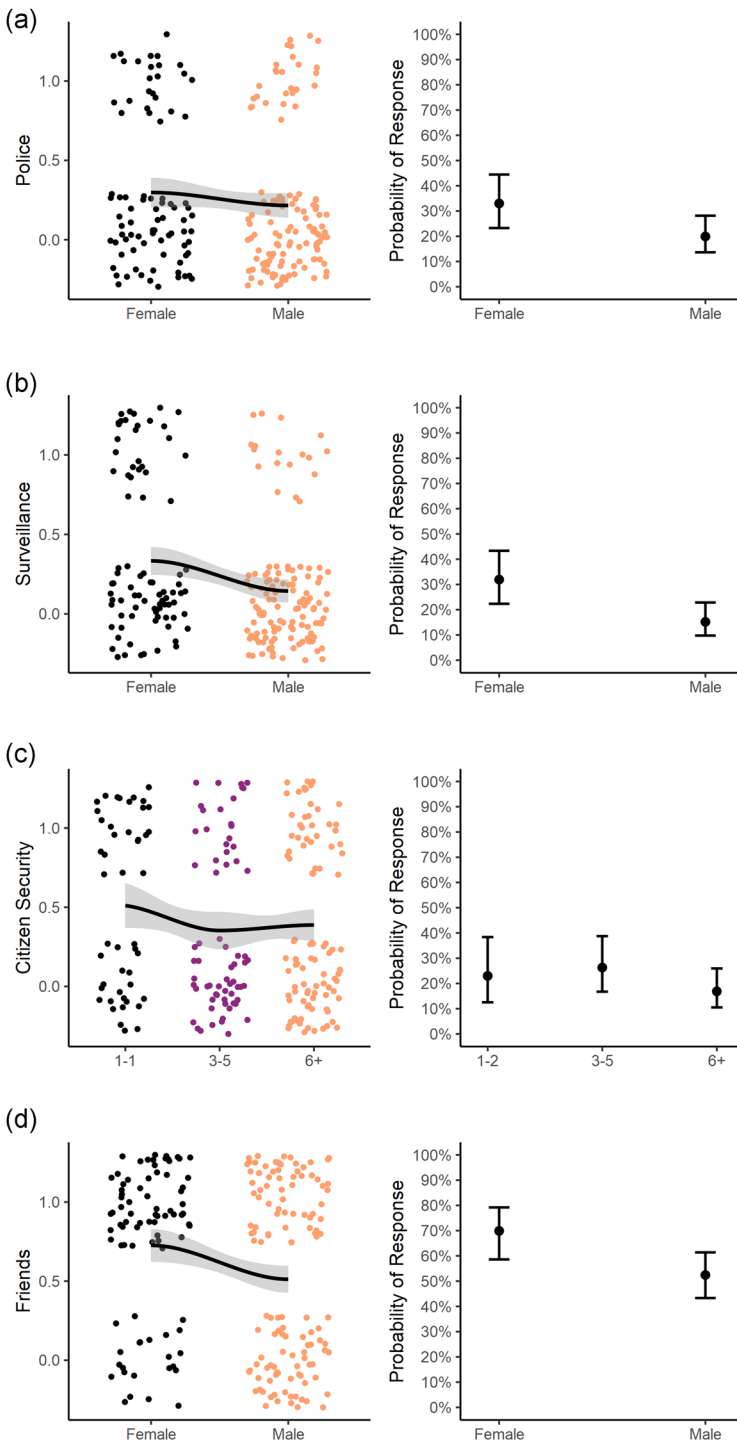 (a)
Police
1.0
0.5
0.0
Female Male
Probability of Response
100%
90%
80%
70%
60%
50%
40%
30%
20%
10%
0%
Female Male
(b)
Surveillance
1.0
0.5
0.0
Female Male
Probability of Response
100%
90%
80%
70%
60%
50%
40%
30%
20%
10%
0%
Female Male
(c)
Citizen Security
1.0
0.5
0.0
1-1 3-5 6+
Probability of Response
100%
90%
80%
70%
60%
50%
40%
30%
20%
10%
0%
1-2 3-5 6+
(d)
Friends
1.0
0.5
0.0
Female Male
Probability of Response
100%
90%
80%
70%
60%
50%
40%
30%
20%
10%
0%
Female Male